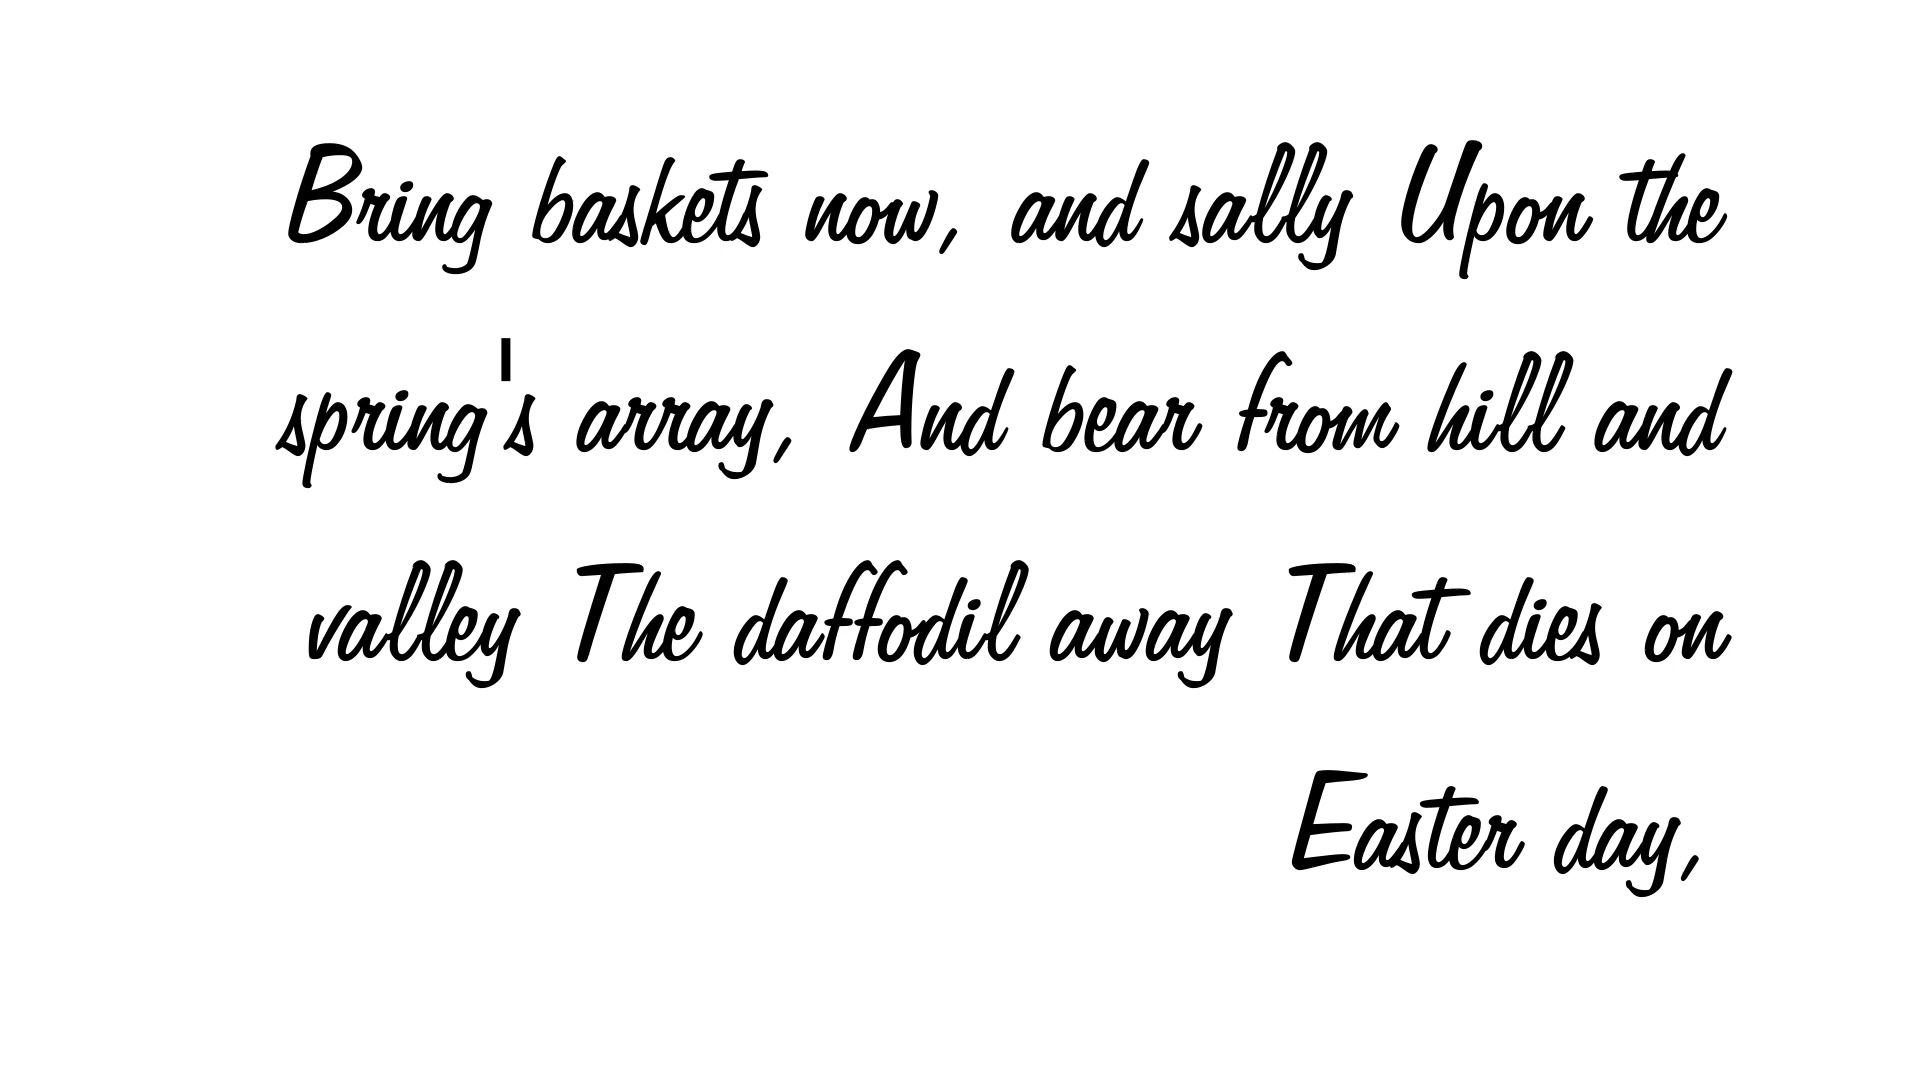 Bring baskets now, and sally Upon the
spring's array, And bear from hill and
valley The daffodil away That dies on
Easter day,